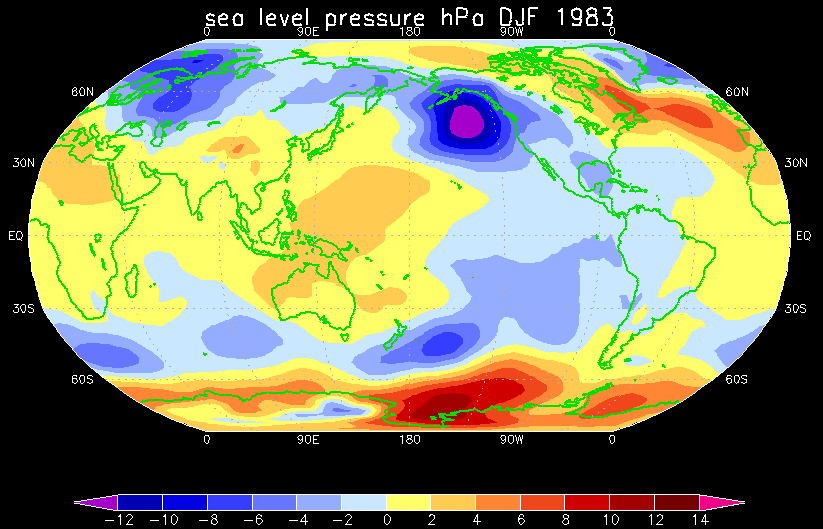 sea level pressure hPa DJF 1983
0 90E 180 90W 0
60N 60N
30N 30N
EQ EQ
30S 30S
60S 60S
0 90E 180 90W 0
-12 -10 -8 -6 -4 -2 0 2 4 6 8 10 12 14